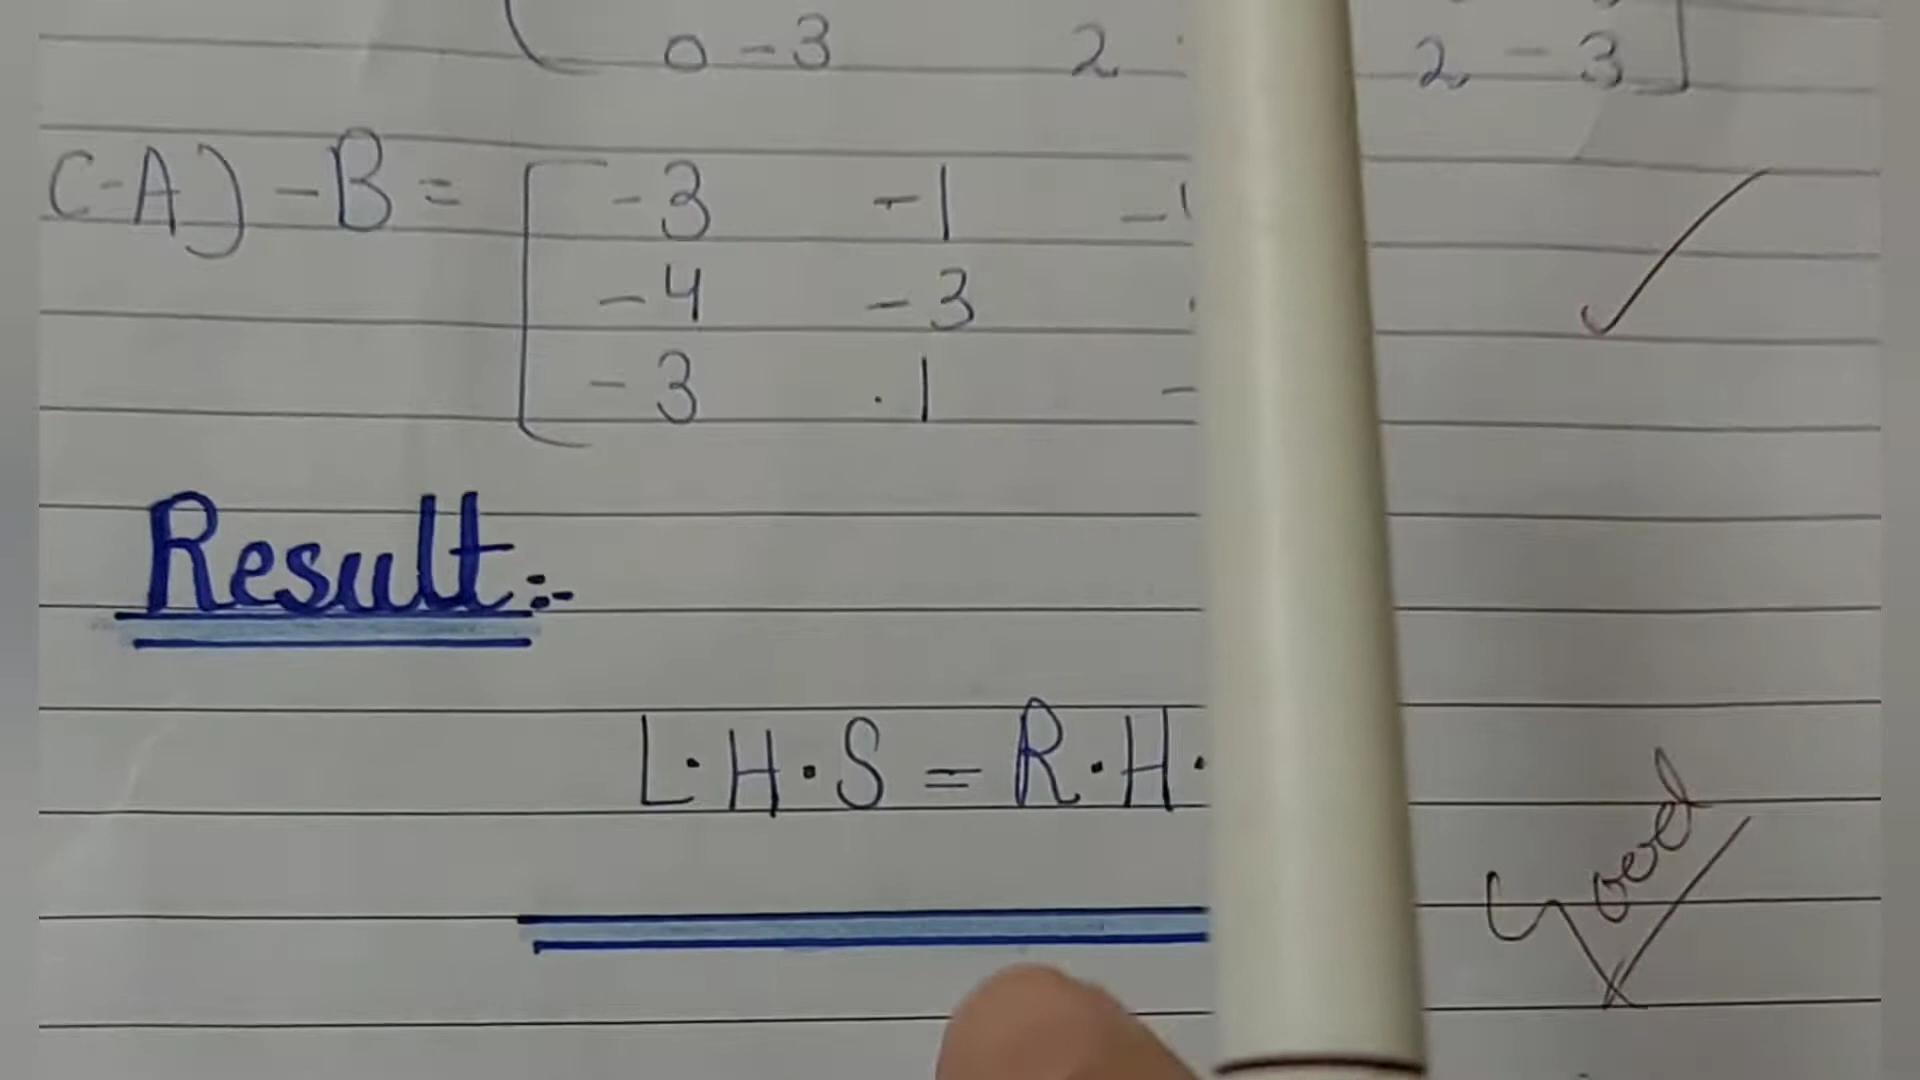 0 - 3 2 2 - 3
(-A) - B = -3 -1
-4 -3
-3 1
Result:-
L.H.S = R.H.
Good